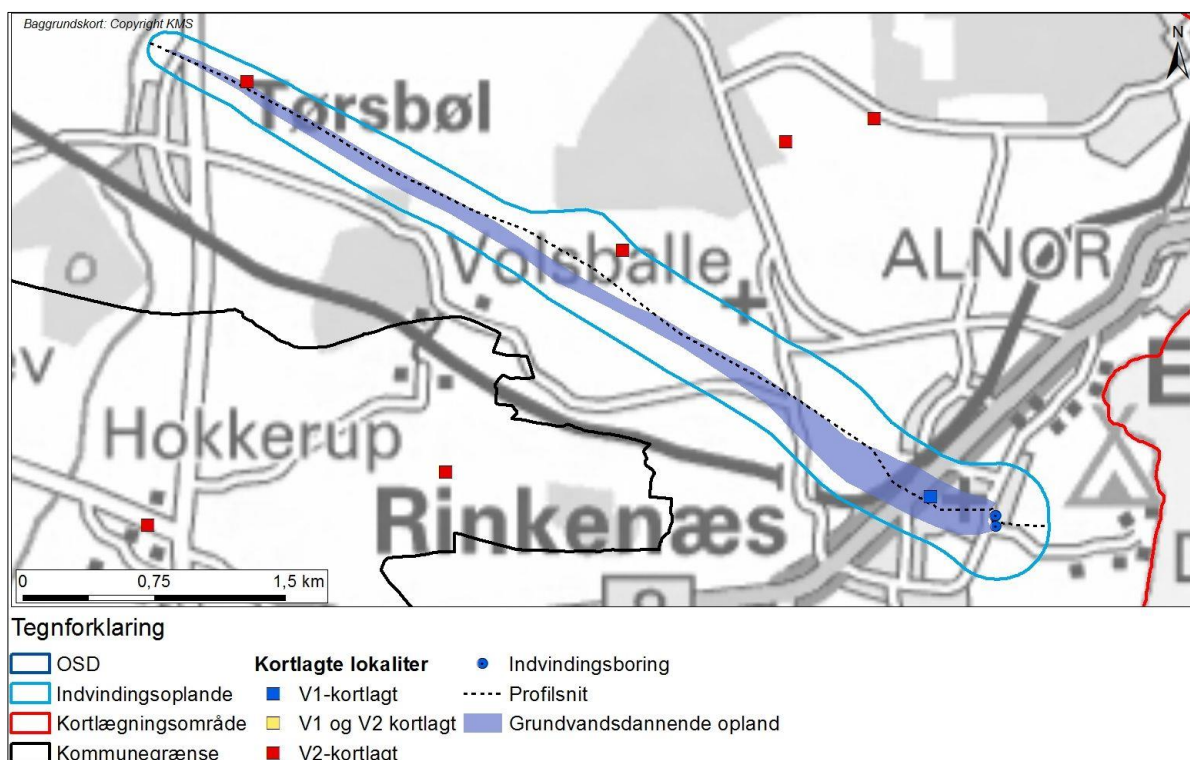 Baggrundskort: Copyright KMS
N
Tørsbøl
Volsballe
ALNOR
Hokkerup
Rinkenæs
0 0,75 1,5 km
Tegnforklaring
OSD
Indvindingsoplande
Kortlægningsområde
Kommunegrænse
Kortlagte lokaliter
V1-kortlagt
V1 og V2 kortlagt
V2-kortlagt
Indvindingsboring
Profilsnit
Grundvandsdannende opland